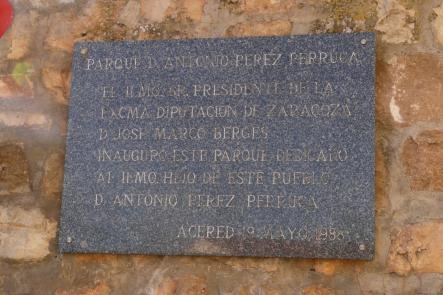 PARQUE D. ANTONIO PEREZ PERRUCA
EL ILMO. SR. PRESIDENTE DE LA
EXCMA DIPUTACION DE ZARAGOZA
D. JOSE MARCO BERGES
INAUGURO ESTE PARQUE DEDICADO
AL ILMO. HIJO DE ESTE PUEBLO
D. ANTONIO PEREZ PERRUCA
ACERED 19 MAYO, 1988